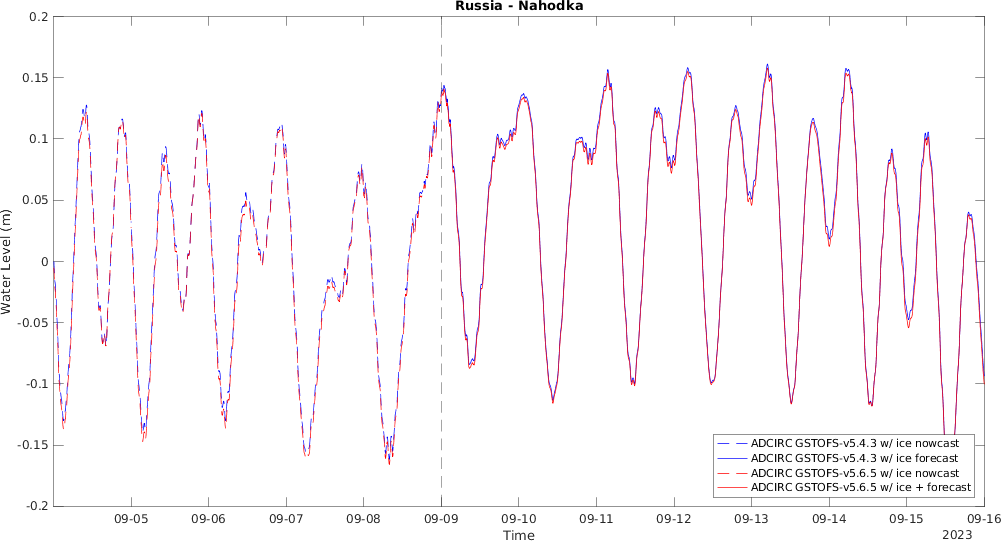 Russia - Nahodka
0.2
0.15
0.1
0.05
0
-0.05
-0.1
-0.15
-0.2
Water Level (m)
09-05 09-06 09-07 09-08 09-09 09-10 09-11 09-12 09-13 09-14 09-15 09-16
Time
2023
ADCIRC GSTOFS-v5.4.3 w/ ice nowcast
ADCIRC GSTOFS-v5.4.3 w/ ice forecast
ADCIRC GSTOFS-v5.6.5 w/ ice nowcast
ADCIRC GSTOFS-v5.6.5 w/ ice + forecast